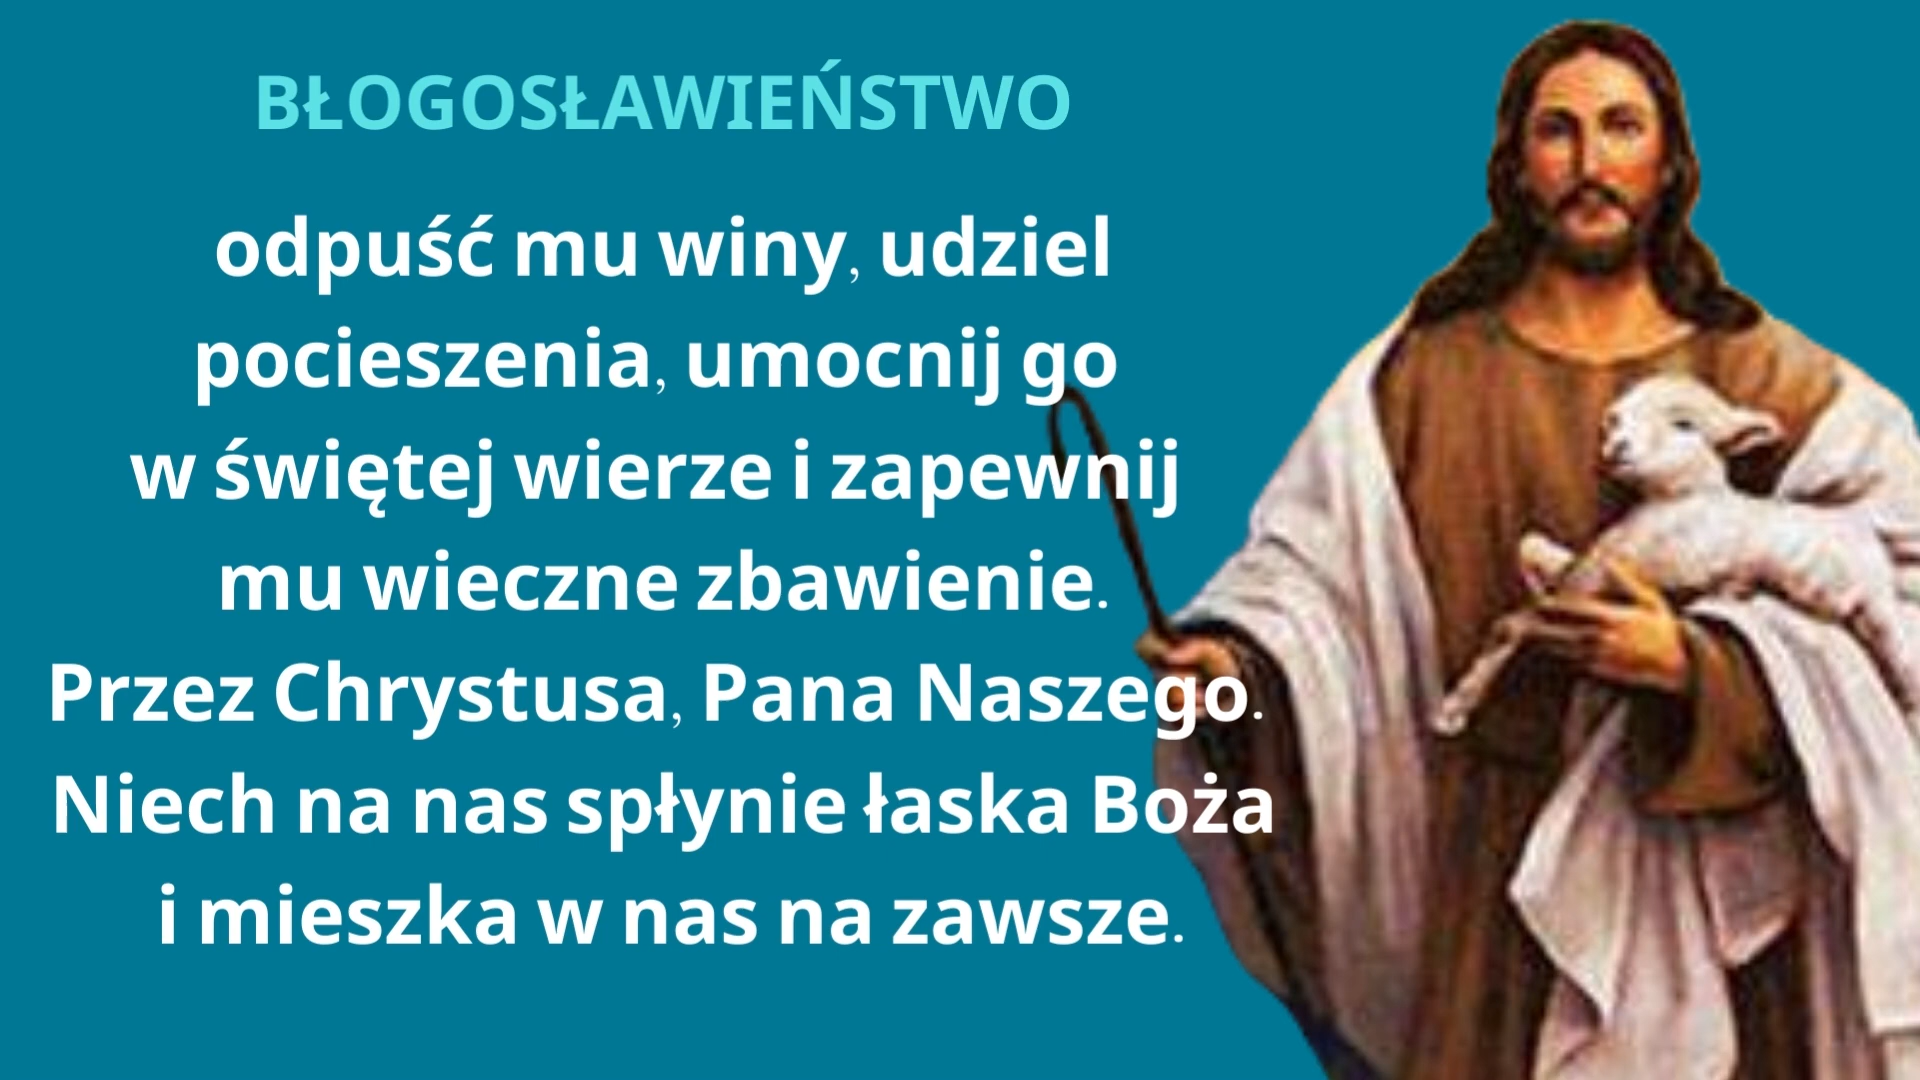 BŁOGOSŁAWIEŃSTWO
odpuść mu winy, udziel
pocieszenia, umocnij go
w świętej wierze i zapewnij
mu wieczne zbawienie.
Przez Chrystusa, Pana Naszego.
Niech na nas spłynie łaska Boża
i mieszka w nas na zawsze.